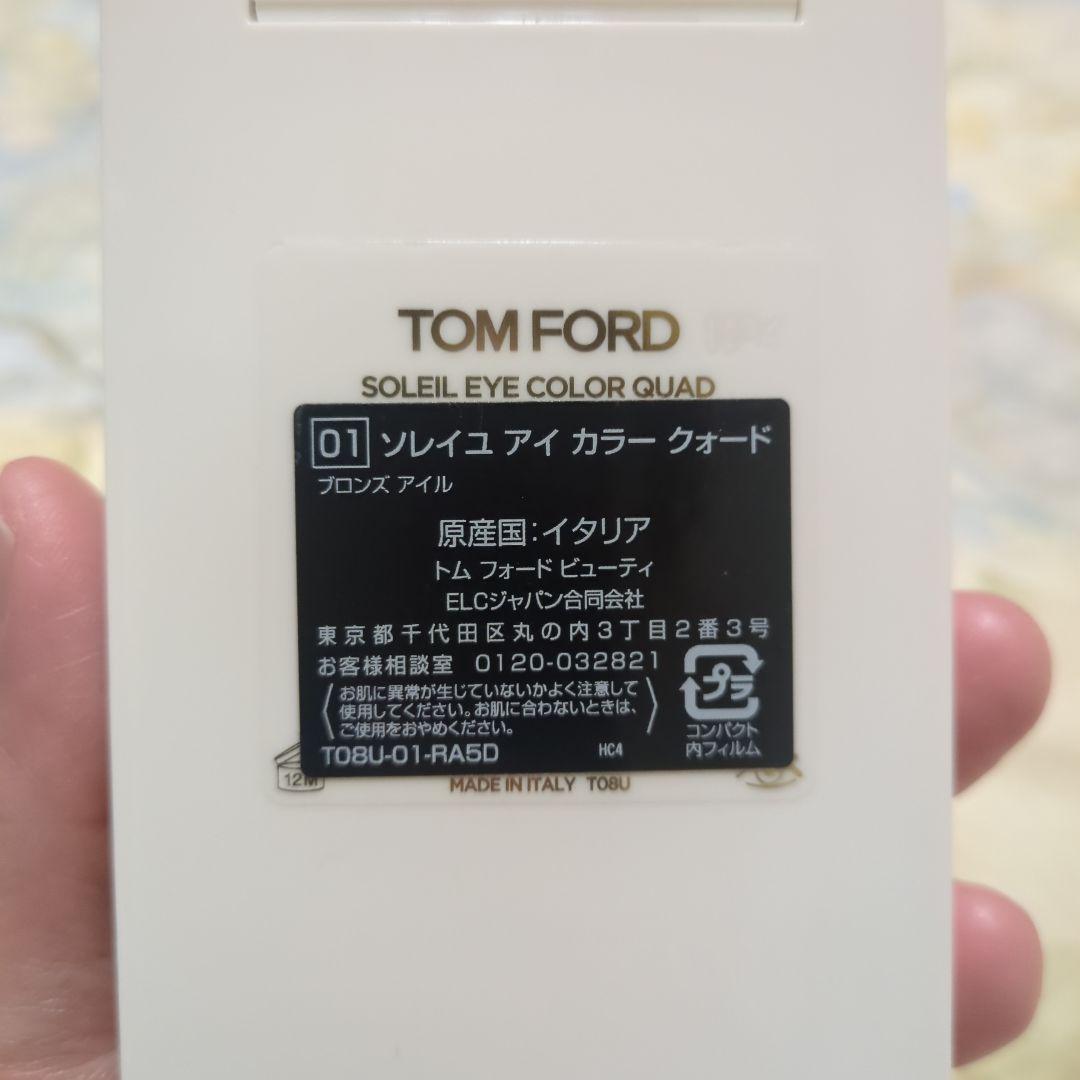 TOM FORD
SOLEIL EYE COLOR QUAD
01 ソレイユ アイ カラー クォード
ブロンズ アイル
原産国:イタリア
トム フォード ビューティ
ELCジャパン合同会社
東京都千代田区丸の内3丁目2番3号
お客様相談室 0120-032821
〈お肌に異常が生じていないかよく注意して
使用してください。お肌に合わないときは、
ご使用をおやめください。〉
プラ
コンパクト
内フィルム
T08U-01-RA5D
HC4
12M
MADE IN ITALY T08U